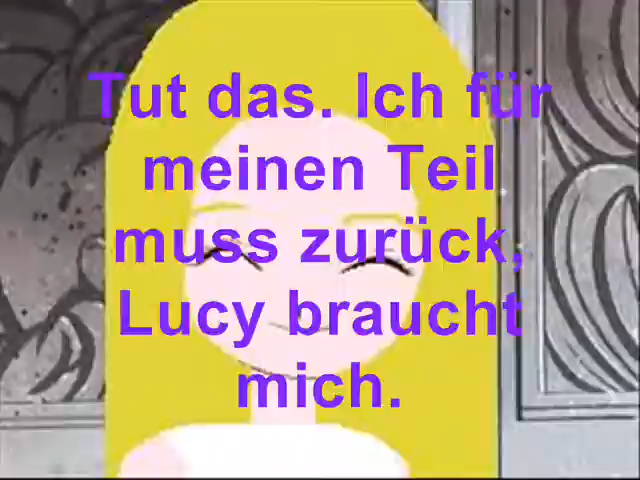 Tut das. Ich für
meinen Teil
muss zurück,
Lucy braucht
mich.